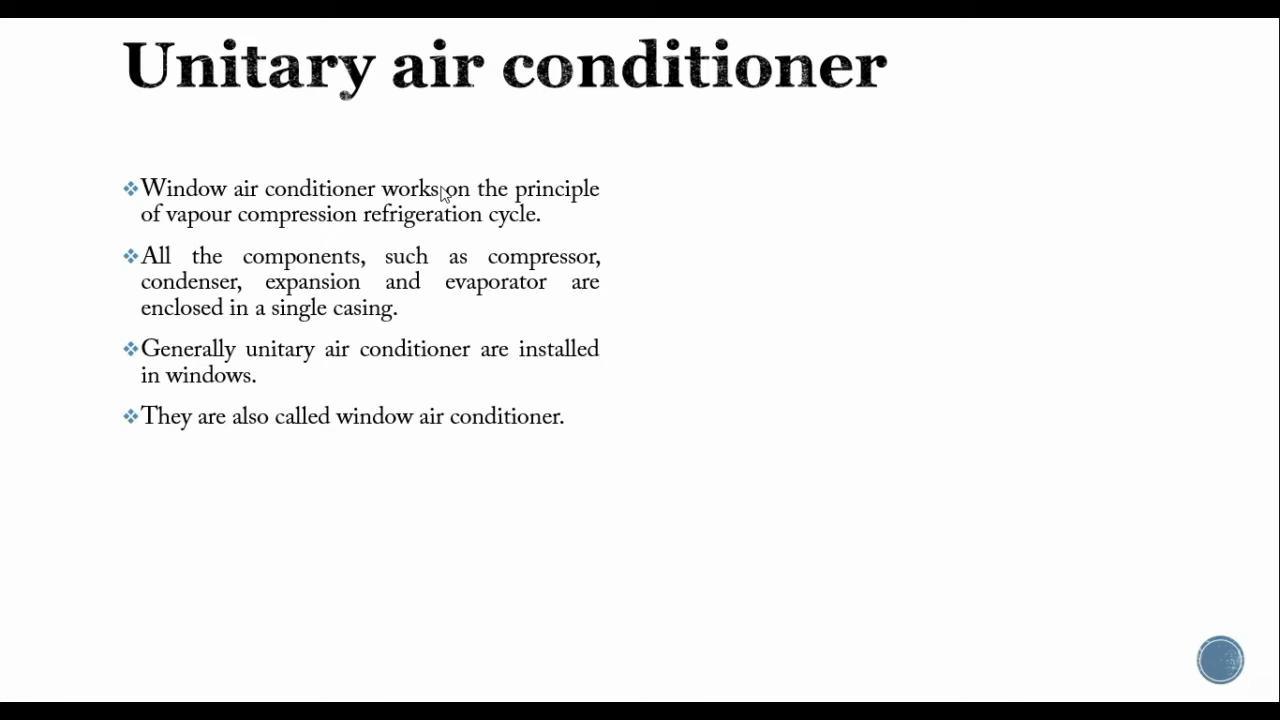 Unitary air conditioner
Window air conditioner works on the principle
of vapour compression refrigeration cycle.
All the components, such as compressor,
condenser, expansion and evaporator are
enclosed in a single casing.
Generally unitary air conditioner are installed
in windows.
They are also called window air conditioner.